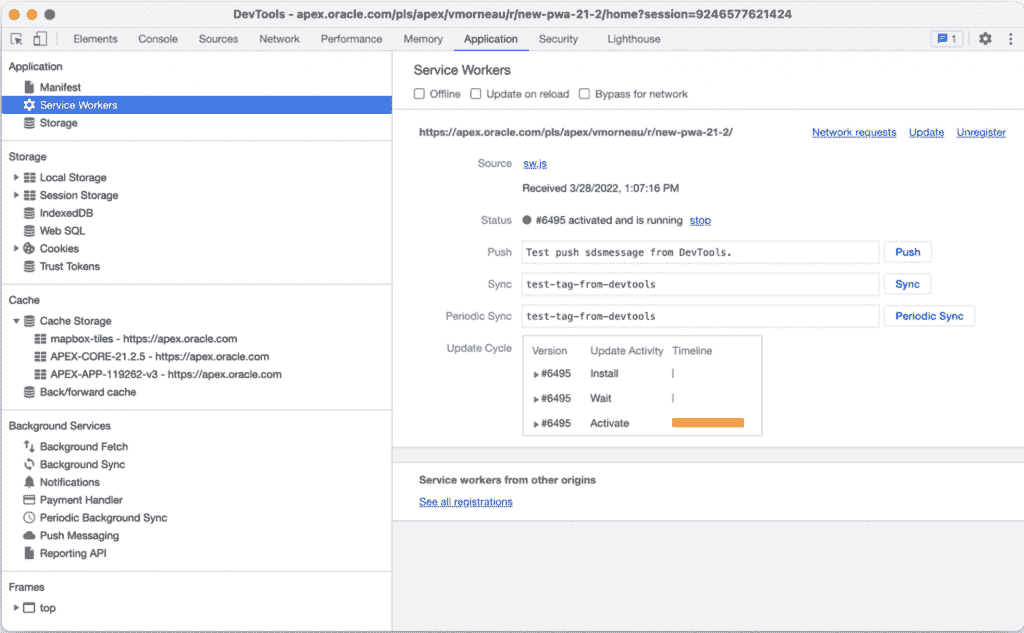 DevTools - apex.oracle.com/pls/apex/vmorneau/r/new-pwa-21-2/home?session=9246577621424
Elements Console Sources Network Performance Memory Application Security Lighthouse 1
Application
Manifest
Service Workers
Storage
Storage
Local Storage
Session Storage
IndexedDB
Web SQL
Cookies
Trust Tokens
Cache
Cache Storage
mapbox-tiles - https://apex.oracle.com
APEX-CORE-21.2.5 - https://apex.oracle.com
APEX-APP-119262-v3 - https://apex.oracle.com
Back/forward cache
Background Services
Background Fetch
Background Sync
Notifications
Payment Handler
Periodic Background Sync
Push Messaging
Reporting API
Frames
top
Service Workers
Offline Update on reload Bypass for network
https://apex.oracle.com/pls/apex/vmorneau/r/new-pwa-21-2/ Network requests Update Unregister
Source sw.js
Received 3/28/2022, 1:07:16 PM
Status #6495 activated and is running stop
Push Test push sdsmessage from DevTools. Push
Sync test-tag-from-devtools Sync
Periodic Sync test-tag-from-devtools Periodic Sync
Update Cycle Version Update Activity Timeline
#6495 Install
#6495 Wait
#6495 Activate
Service workers from other origins
See all registrations